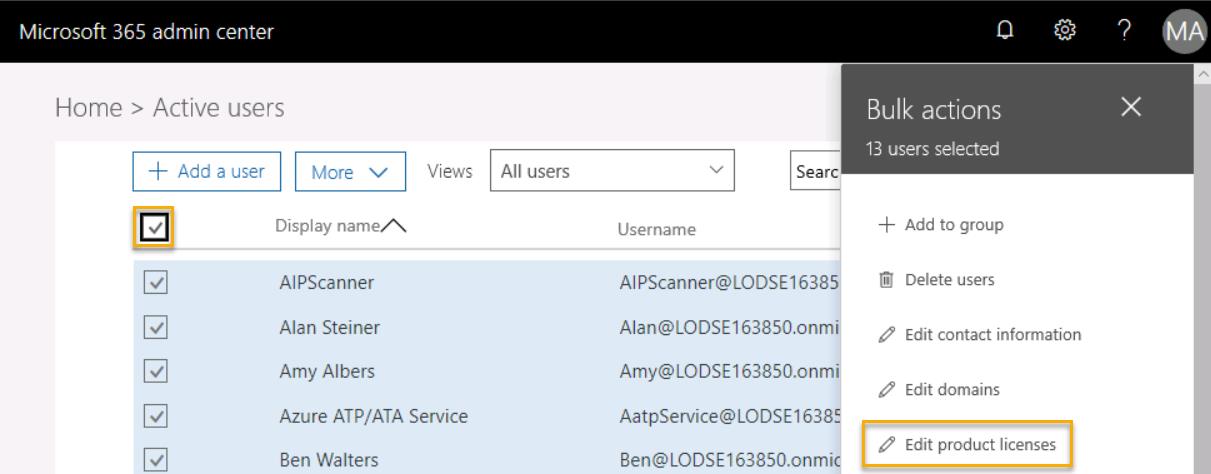 Microsoft 365 admin center
? MA
Home > Active users
+ Add a user
More
Views
All users
Searc
Bulk actions
13 users selected
Display name
Username
AIPScanner AIPScanner@LODSE16385
Alan Steiner Alan@LODSE163850.onmi
Amy Albers Amy@LODSE163850.onmi
Azure ATP/ATA Service AatpService@LODSE16385
Ben Walters Ben@LODSE163850.onmic
+ Add to group
Delete users
Edit contact information
Edit domains
Edit product licenses